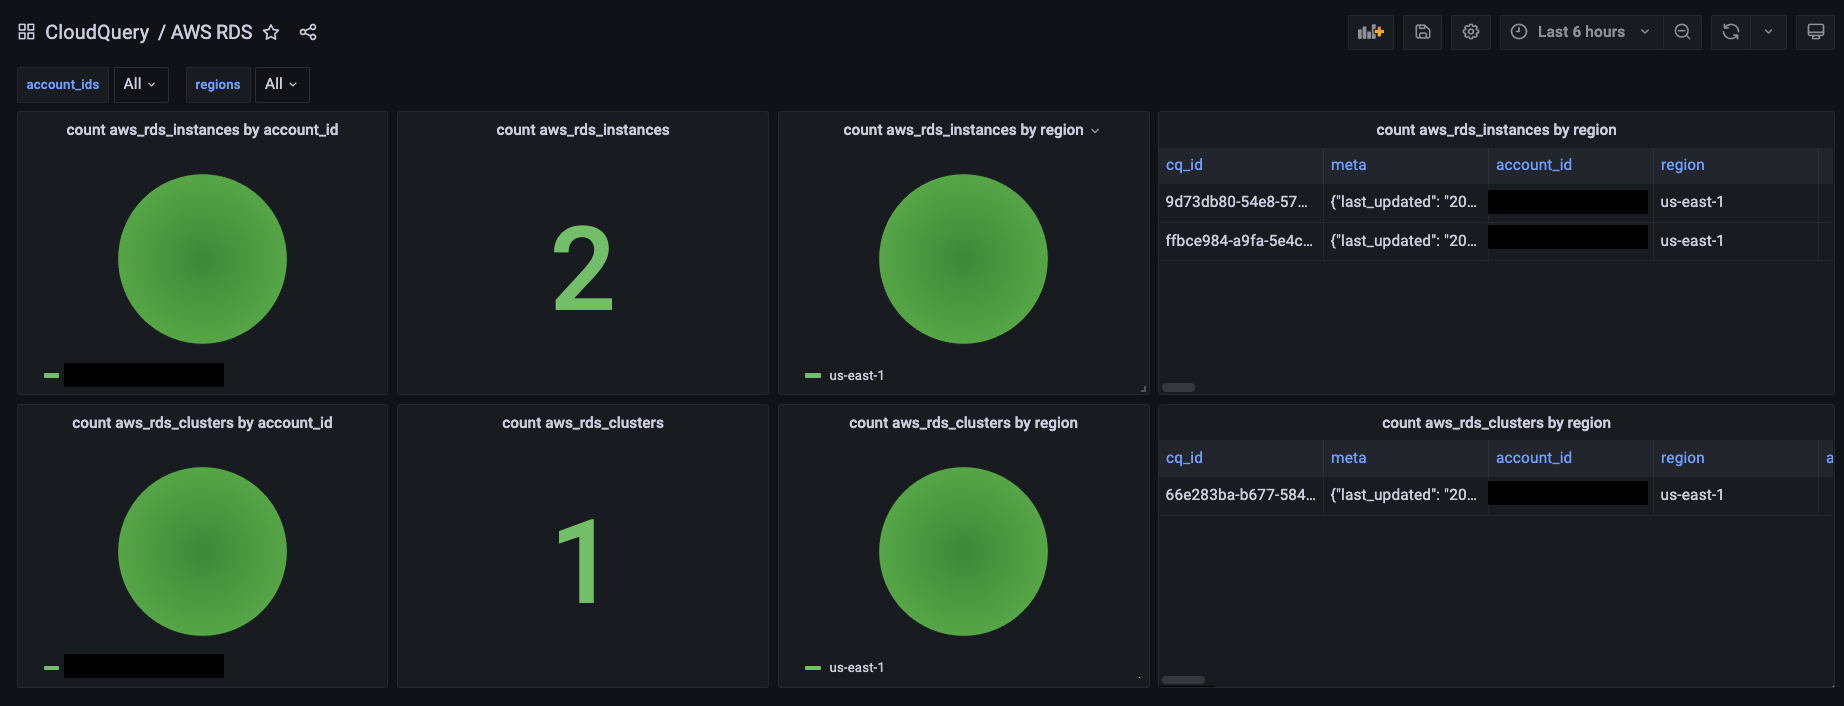 CloudQuery / AWS RDS
Last 6 hours
account_ids All regions All
count aws_rds_instances by account_id
count aws_rds_instances
2
count aws_rds_instances by region
us-east-1
count aws_rds_instances by region
cq_id meta account_id region
9d73db80-54e8-57... {"last_updated": "20... us-east-1
ffbce984-a9fa-5e4c... {"last_updated": "20... us-east-1
count aws_rds_clusters by account_id
count aws_rds_clusters
1
count aws_rds_clusters by region
us-east-1
count aws_rds_clusters by region
cq_id meta account_id region a
66e283ba-b677-584... {"last_updated": "20... us-east-1